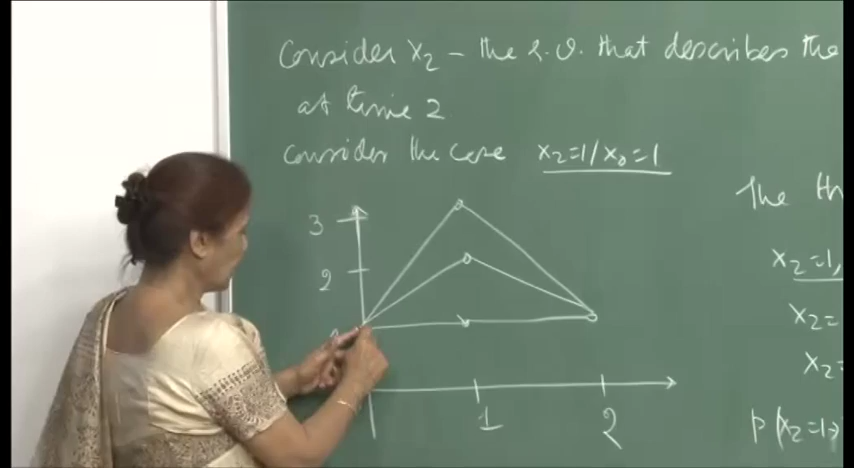 Consider X2 - the r.v. that describes the
at time 2
Consider the case X2=1/X0=1
3
2
1
2
The th
X2=1,
X2=
X2=
P(X2=1,